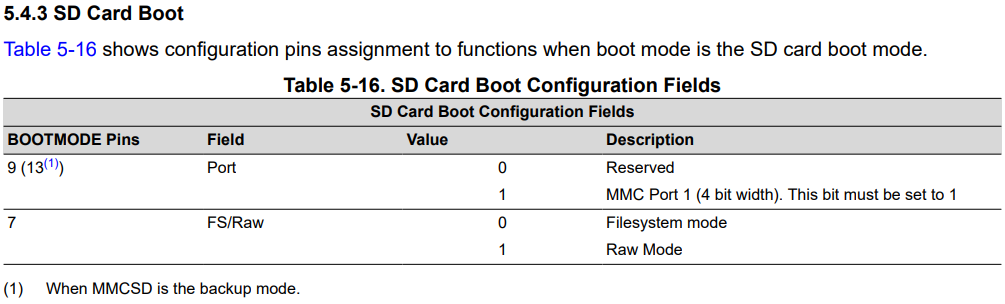 5.4.3 SD Card Boot
Table 5-16 shows configuration pins assignment to functions when boot mode is the SD card boot mode.
Table 5-16. SD Card Boot Configuration Fields
SD Card Boot Configuration Fields
BOOTMODE Pins Field Value Description
9 (13(1)) Port 0 Reserved
1 MMC Port 1 (4 bit width). This bit must be set to 1
7 FS/Raw 0 Filesystem mode
1 Raw Mode
(1) When MMCSD is the backup mode.